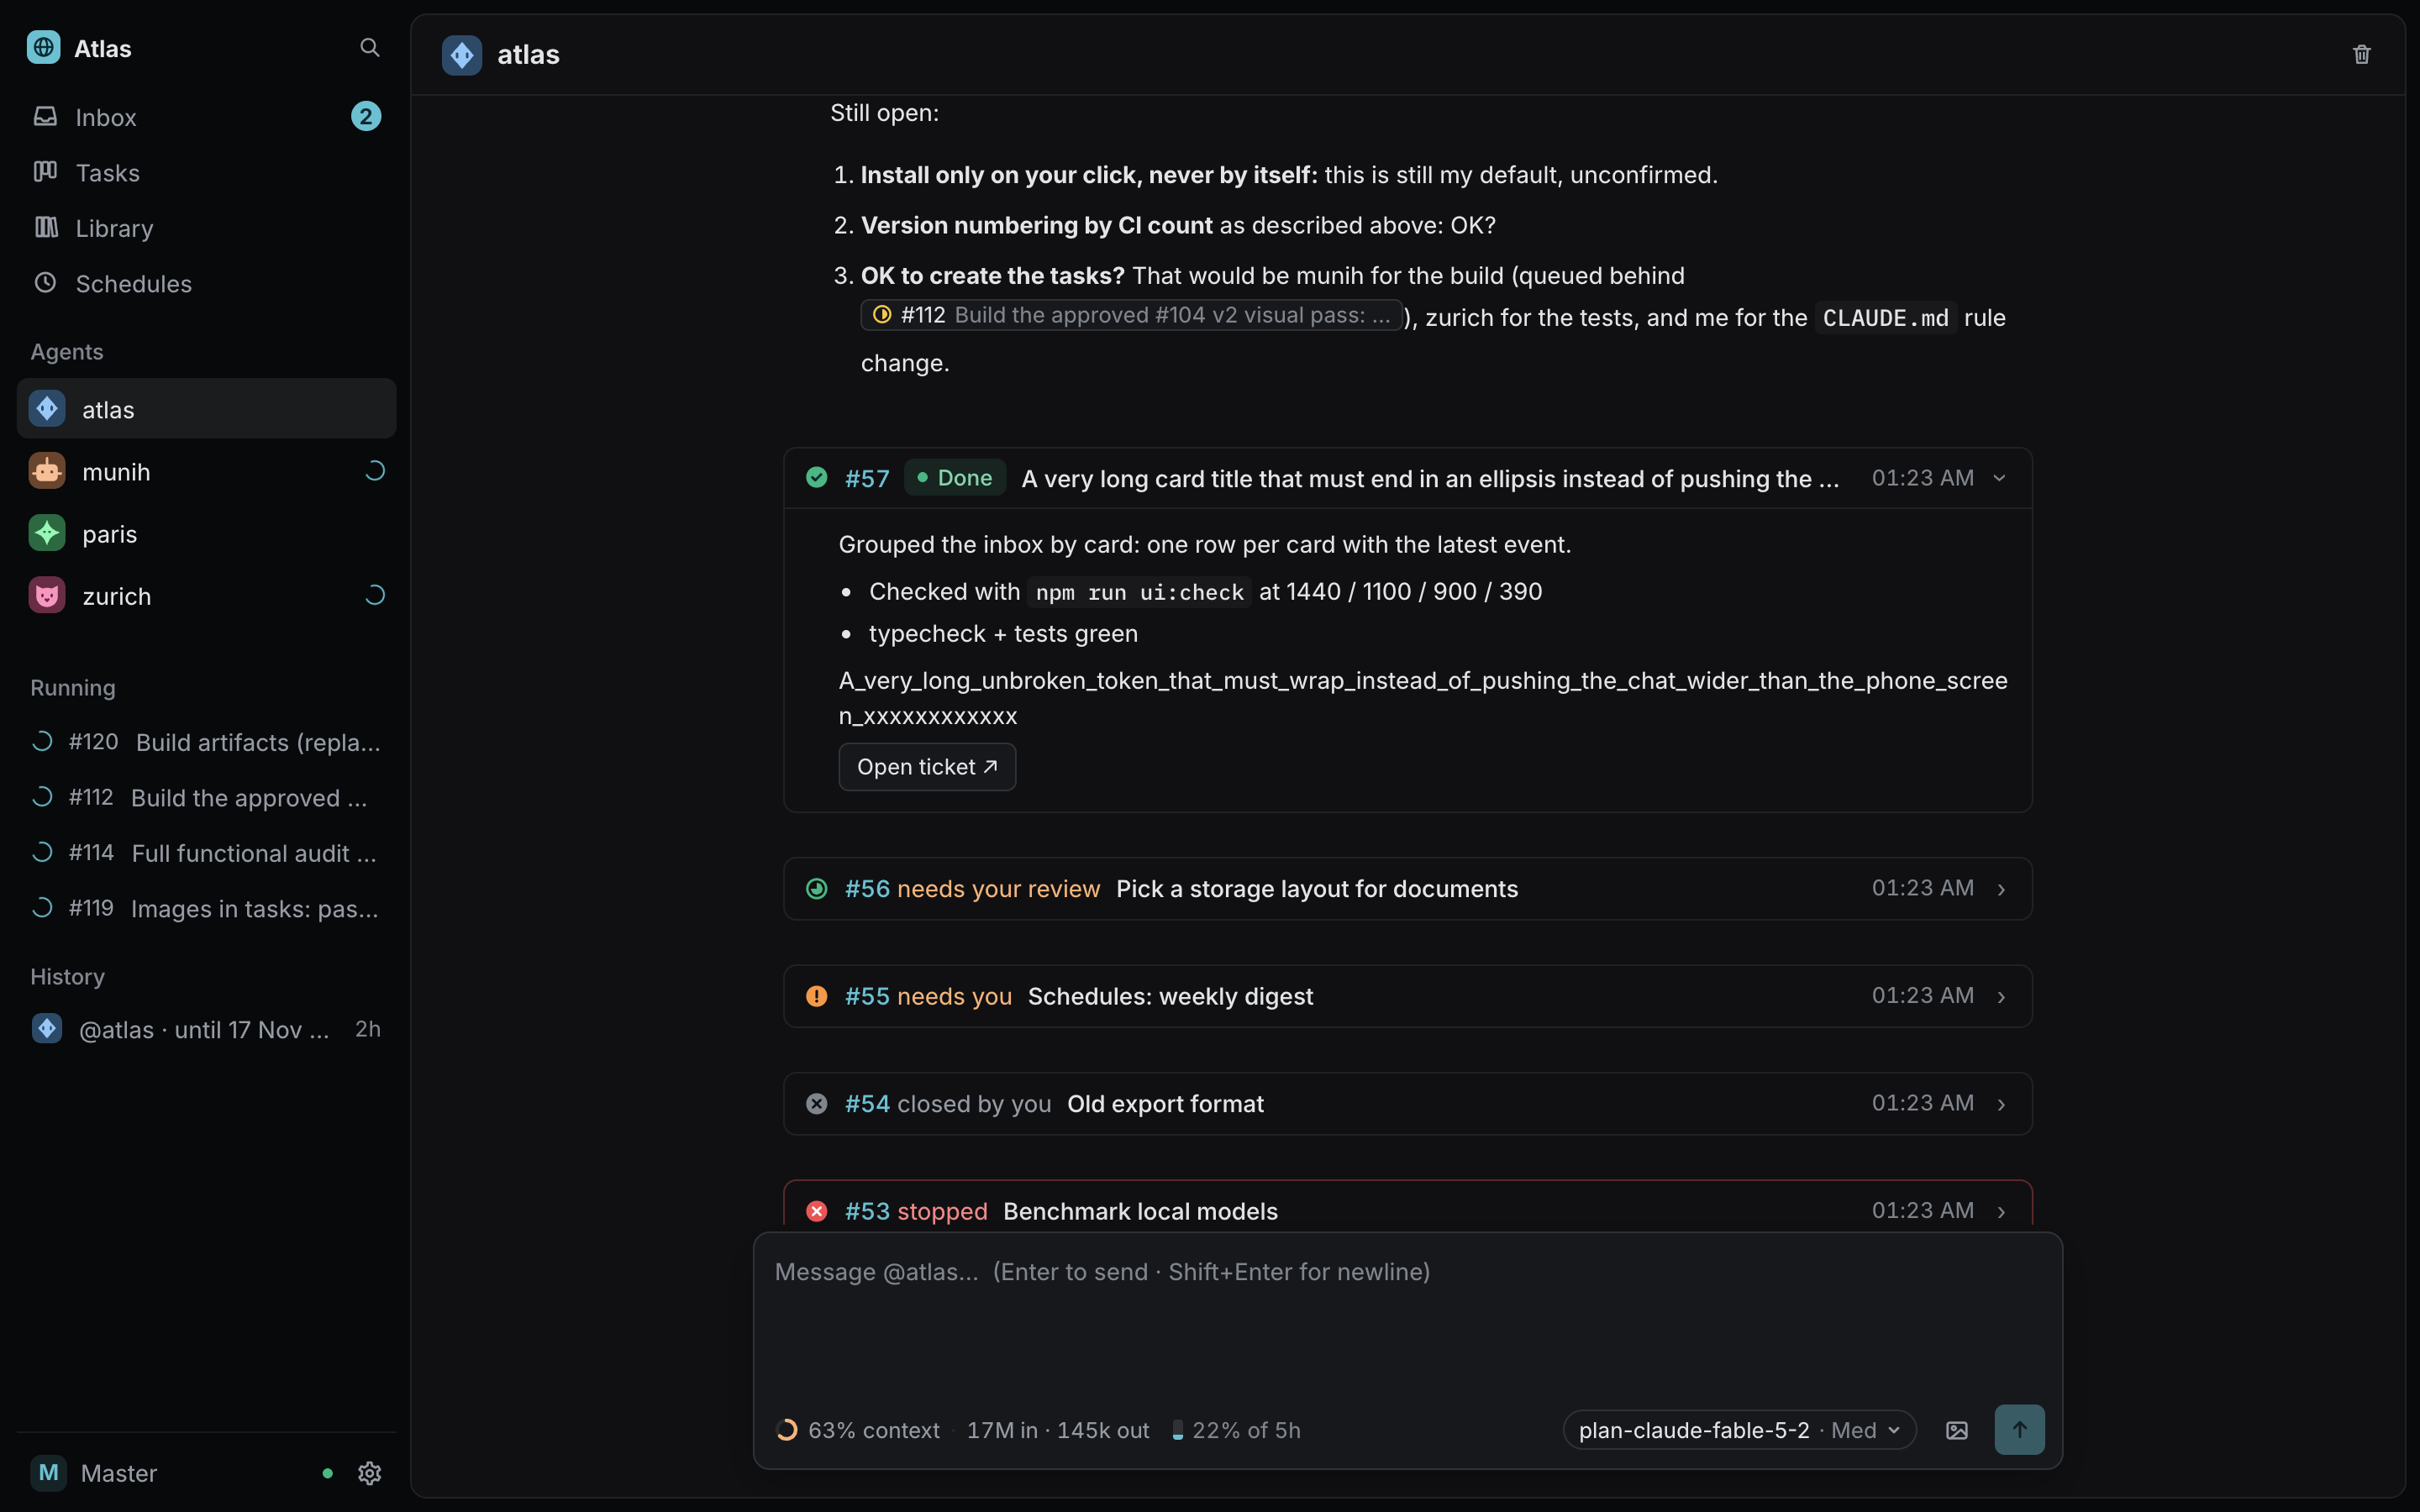 Atlas
Inbox
2
Tasks
Library
Schedules
Agents
atlas
munih
paris
zurich
Running
#120 Build artifacts (repla...
#112 Build the approved ...
#114 Full functional audit ...
#119 Images in tasks: pas...
History
@atlas · until 17 Nov ... 2h
M Master
atlas
Still open:
1. Install only on your click, never by itself: this is still my default, unconfirmed.
2. Version numbering by CI count as described above: OK?
3. OK to create the tasks? That would be munih for the build (queued behind
#112 Build the approved #104 v2 visual pass: ... ), zurich for the tests, and me for the CLAUDE.md rule
change.
#57 Done A very long card title that must end in an ellipsis instead of pushing the ... 01:23 AM
Grouped the inbox by card: one row per card with the latest event.
• Checked with npm run ui:check at 1440 / 1100 / 900 / 390
• typecheck + tests green
A_very_long_unbroken_token_that_must_wrap_instead_of_pushing_the_chat_wider_than_the_phone_scree
n_xxxxxxxxxxxx
Open ticket ↗
#56 needs your review Pick a storage layout for documents 01:23 AM
#55 needs you Schedules: weekly digest 01:23 AM
#54 closed by you Old export format 01:23 AM
#53 stopped Benchmark local models 01:23 AM
Message @atlas... (Enter to send · Shift+Enter for newline)
63% context · 17M in · 145k out 22% of 5h
plan-claude-fable-5-2 · Med